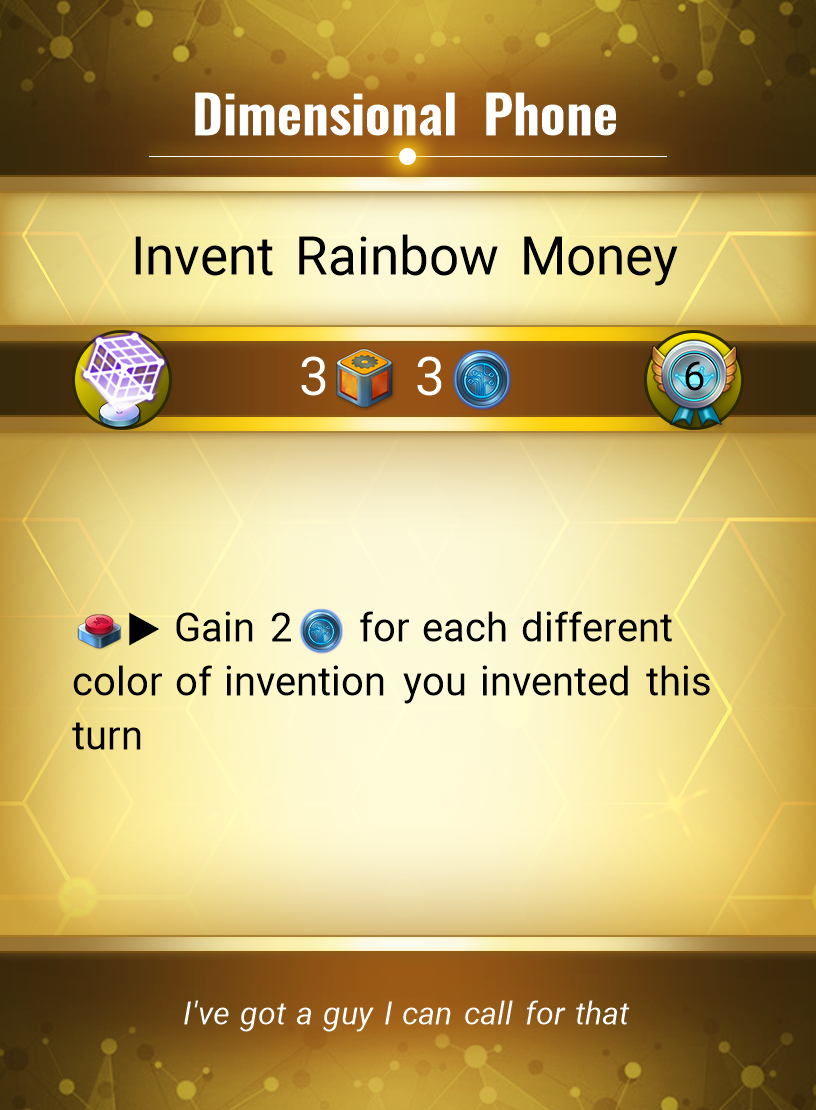 Dimensional Phone
Invent Rainbow Money
3 3 6
▶ Gain 2 for each different
color of invention you invented this
turn
I've got a guy I can call for that